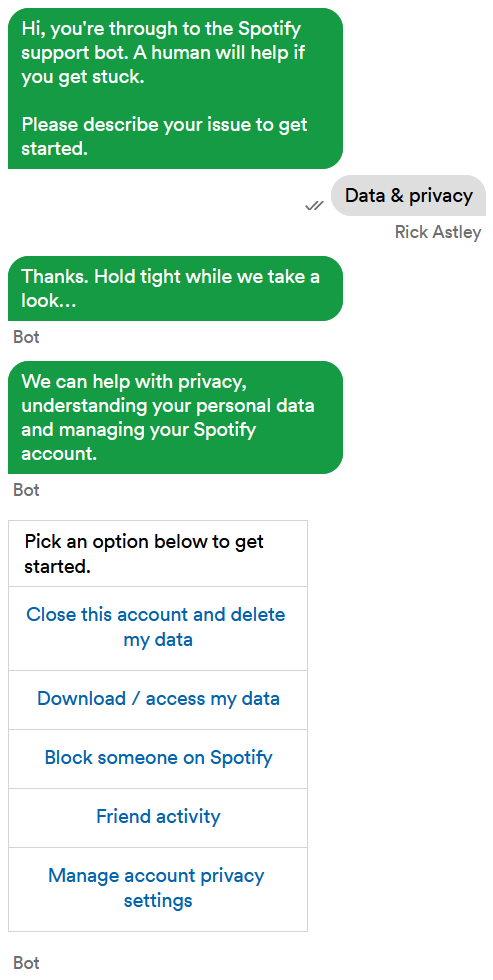 Hi, you're through to the Spotify
support bot. A human will help if
you get stuck.
Please describe your issue to get
started.
Data & privacy
Rick Astley
Thanks. Hold tight while we take a
look...
Bot
We can help with privacy,
understanding your personal data
and managing your Spotify
account.
Bot
Pick an option below to get
started.
Close this account and delete
my data
Download / access my data
Block someone on Spotify
Friend activity
Manage account privacy
settings
Bot